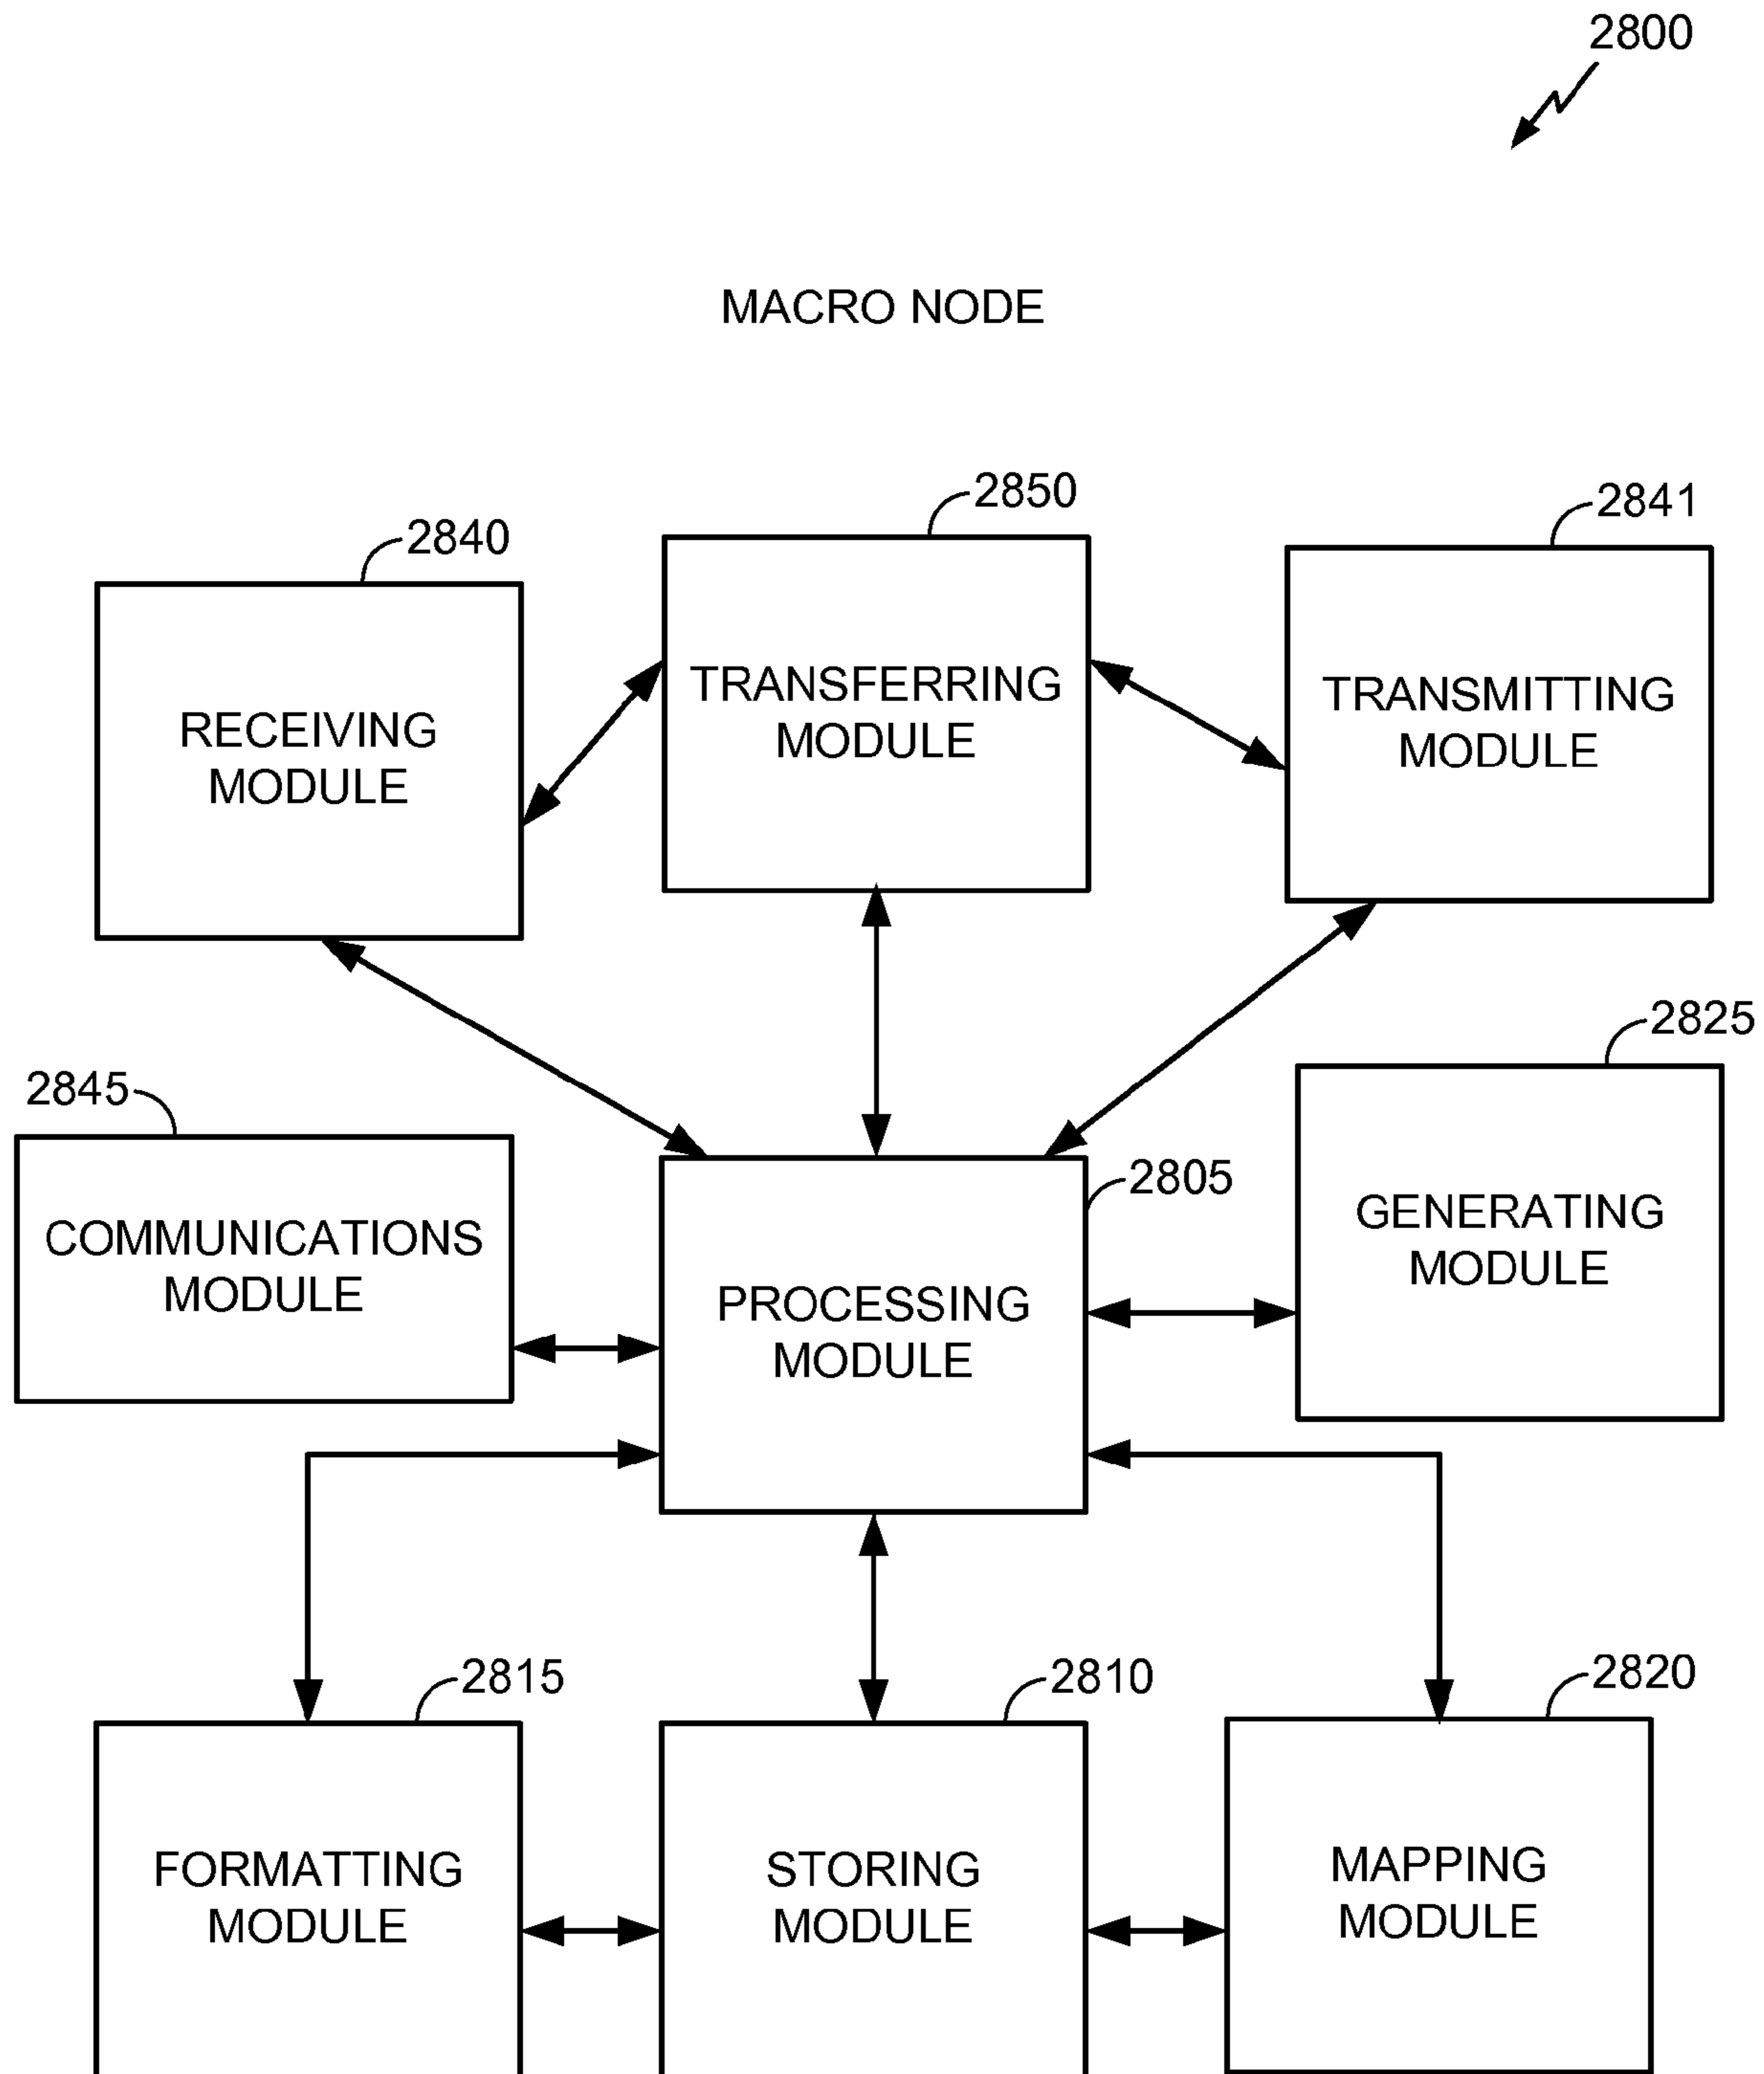 2800
MACRO NODE
2850
2841
2840
TRANSFERRING
MODULE
TRANSMITTING
MODULE
RECEIVING
MODULE
2825
2845
2805
GENERATING
MODULE
COMMUNICATIONS
MODULE
PROCESSING
MODULE
2815
2810
2820
FORMATTING
MODULE
STORING
MODULE
MAPPING
MODULE